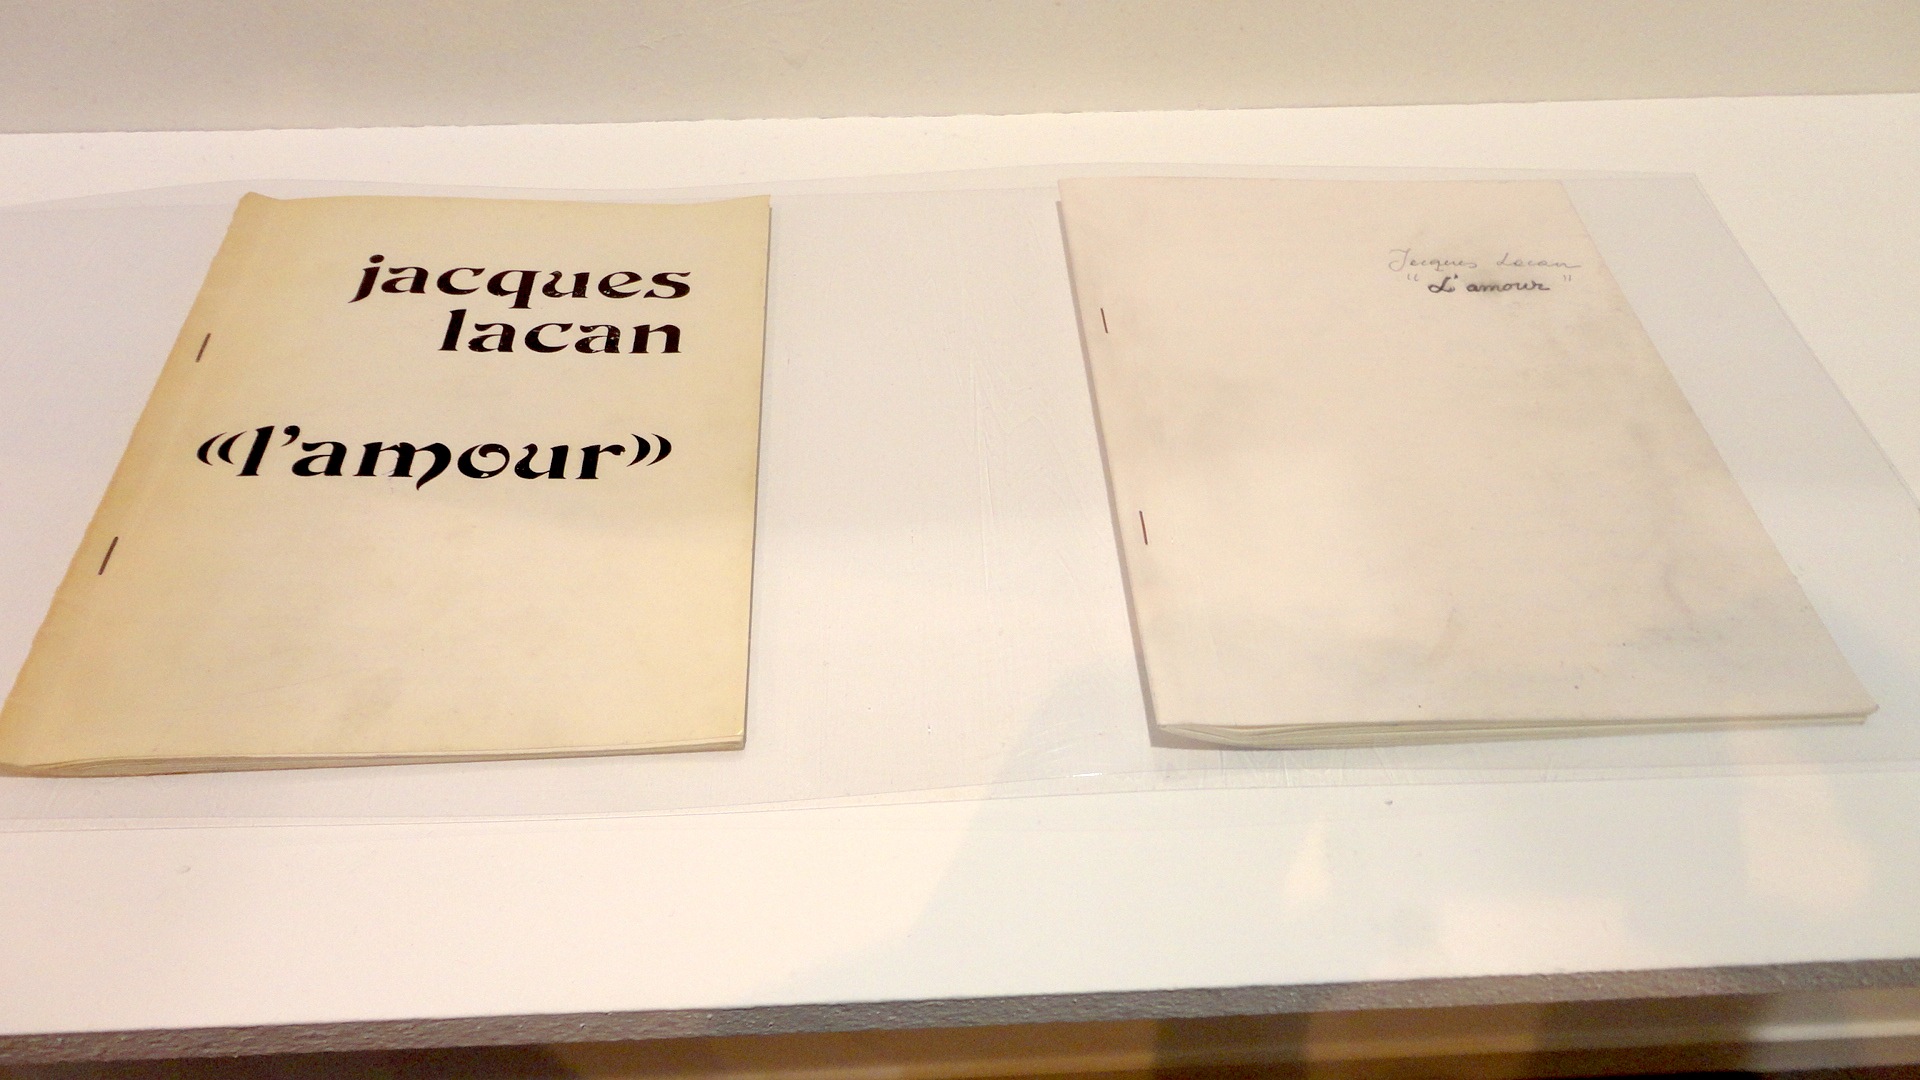 jacques
lacan
«l'amour»
Jacques Lacan
" L'amour "